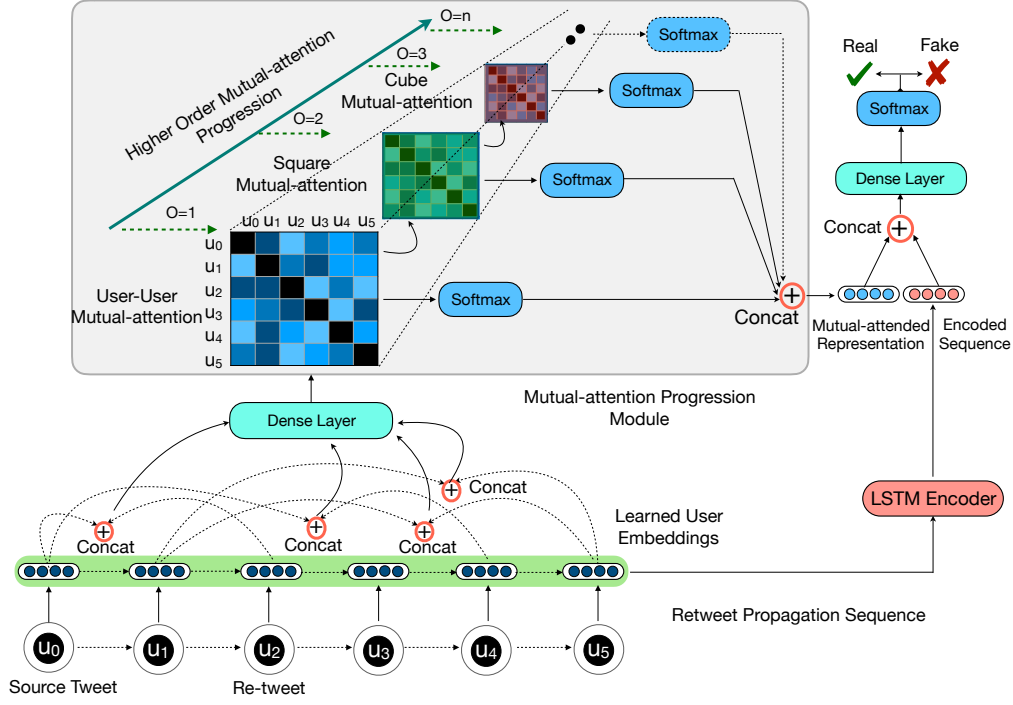 O=n
Higher Order Mutual-attention
Progression
O=3
Cube
Mutual-attention
O=2
Square
Mutual-attention
O=1
u0 u1 u2 u3 u4 u5
u0
u1
u2
u3
u4
u5
User-User
Mutual-attention
Softmax
Softmax
Softmax
Softmax
Concat
Real
Fake
Softmax
Dense Layer
Concat
Mutual-attended
Representation
Encoded
Sequence
Mutual-attention Progression
Module
Dense Layer
Concat
Concat
Concat
Concat
Learned User
Embeddings
LSTM Encoder
Retweet Propagation Sequence
u0
u1
u2
u3
u4
u5
Source Tweet
Re-tweet